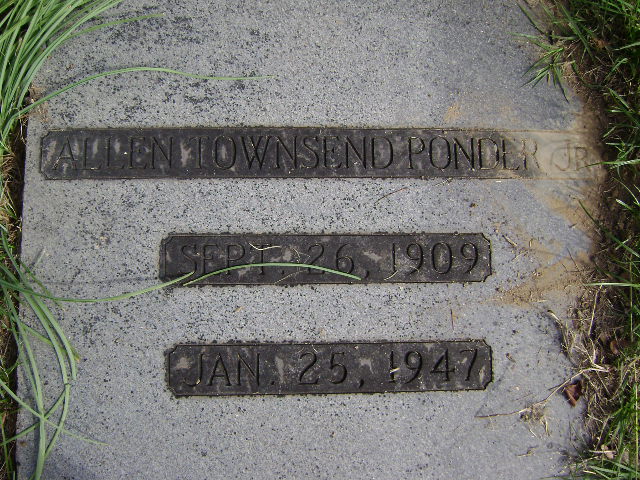 ALLEN TOWNSEND PONDER JR.
SEPT. 26, 1909
JAN. 25, 1947